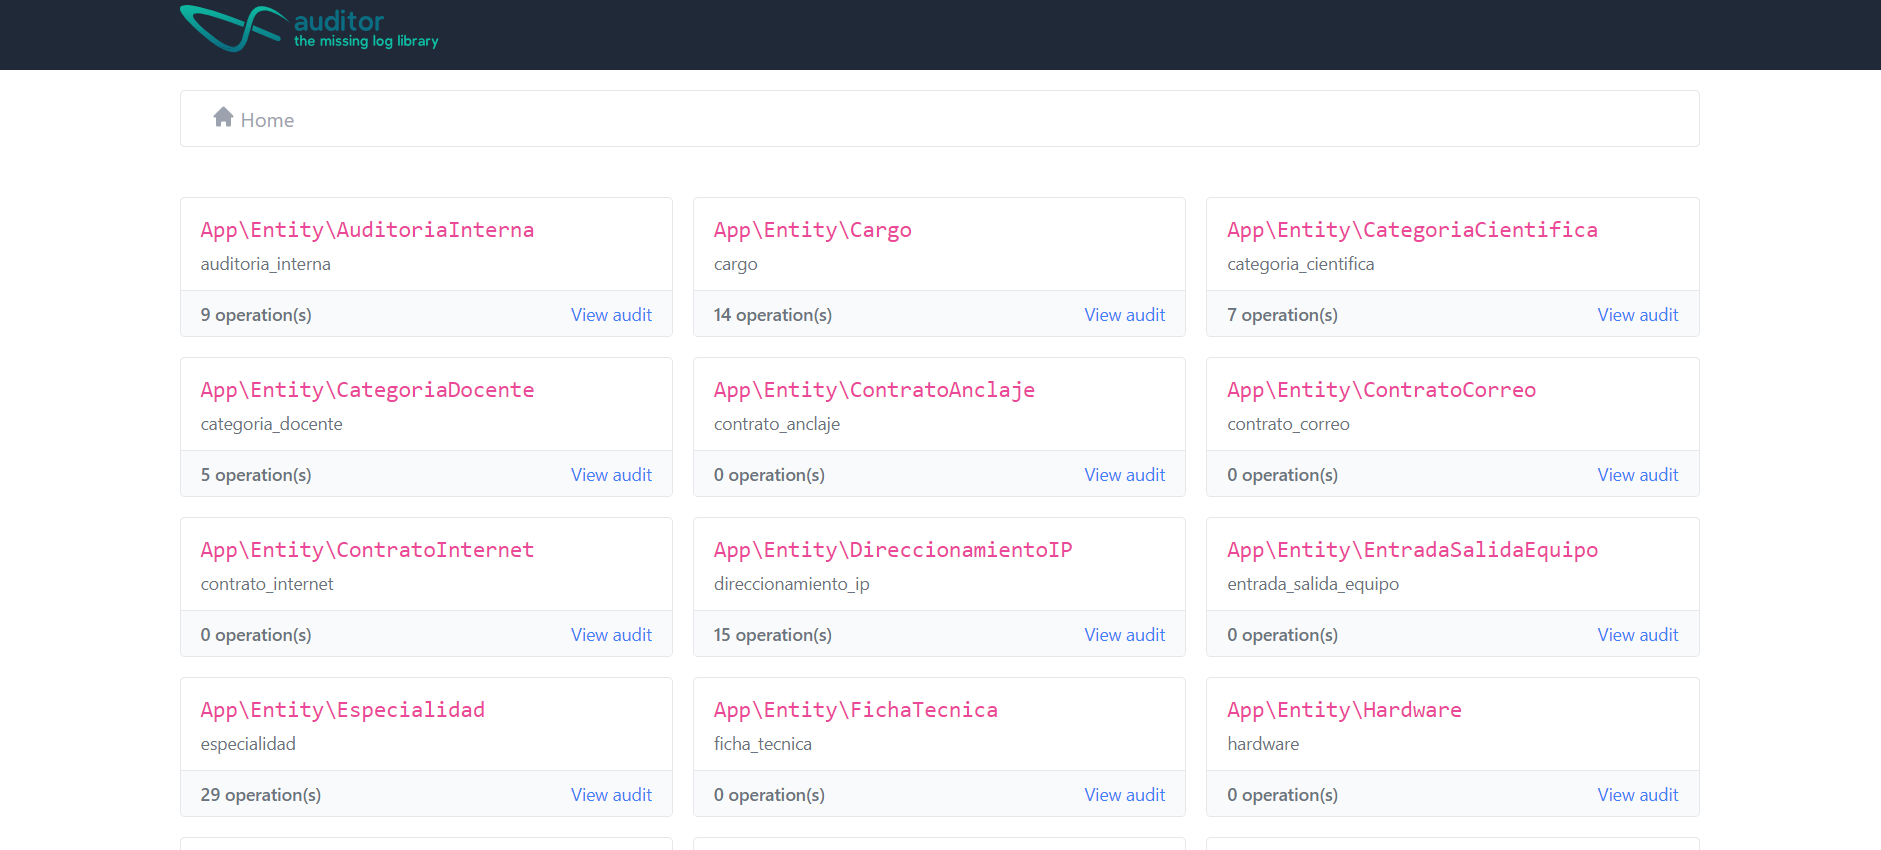 auditor
the missing log library
Home
App\Entity\AuditoriaInterna
auditoria_interna
9 operation(s) View audit
App\Entity\Cargo
cargo
14 operation(s) View audit
App\Entity\CategoriaCientifica
categoria_cientifica
7 operation(s) View audit
App\Entity\CategoriaDocente
categoria_docente
5 operation(s) View audit
App\Entity\ContratoAnclaje
contrato_anclaje
0 operation(s) View audit
App\Entity\ContratoCorreo
contrato_correo
0 operation(s) View audit
App\Entity\ContratoInternet
contrato_internet
0 operation(s) View audit
App\Entity\DireccionamientoIP
direccionamiento_ip
15 operation(s) View audit
App\Entity\EntradaSalidaEquipo
entrada_salida_equipo
0 operation(s) View audit
App\Entity\Especialidad
especialidad
29 operation(s) View audit
App\Entity\FichaTecnica
ficha_tecnica
0 operation(s) View audit
App\Entity\Hardware
hardware
0 operation(s) View audit